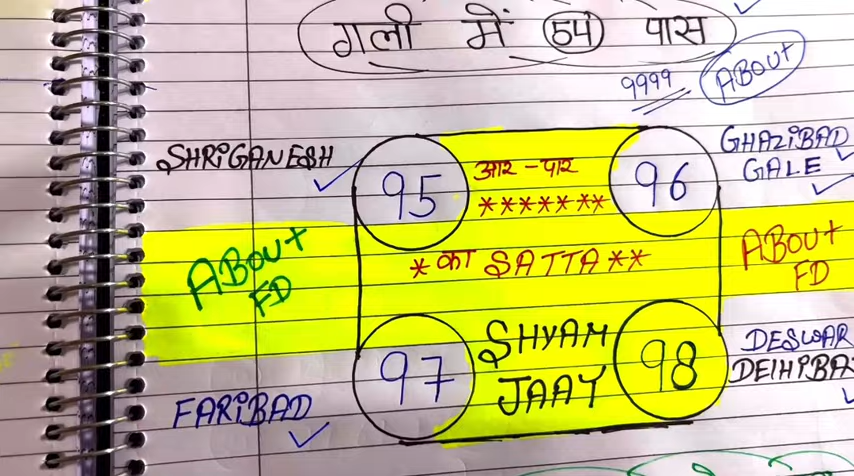 गली में 54 पास
9999 ABOUT
SHRiGANESH
95
आर-पार
*******
96
GHAZiBAD
GALE
ABOUT
FD
*का SATTA**
ABOUT
FD
97
SHYAM
JAAY
98
DESWAR
DElHiBAZ
FARiBAD